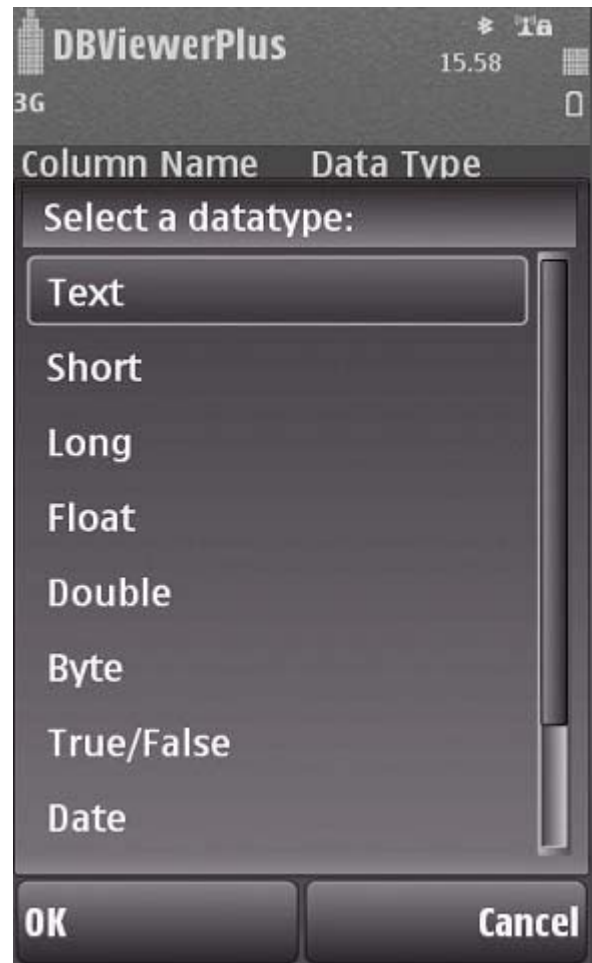 DBViewerPlus
15.58
3G
Column Name Data Type
Select a datatype:
Text
Short
Long
Float
Double
Byte
True/False
Date
OK Cancel